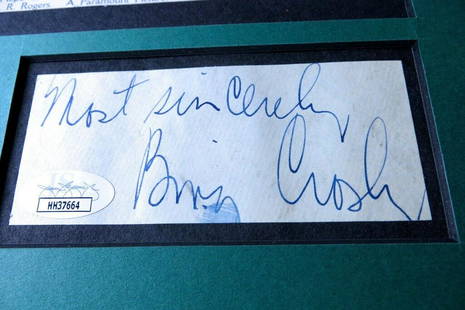 R. Rogers A Paramount
Most sincerely
Bing Crosby
HH37664